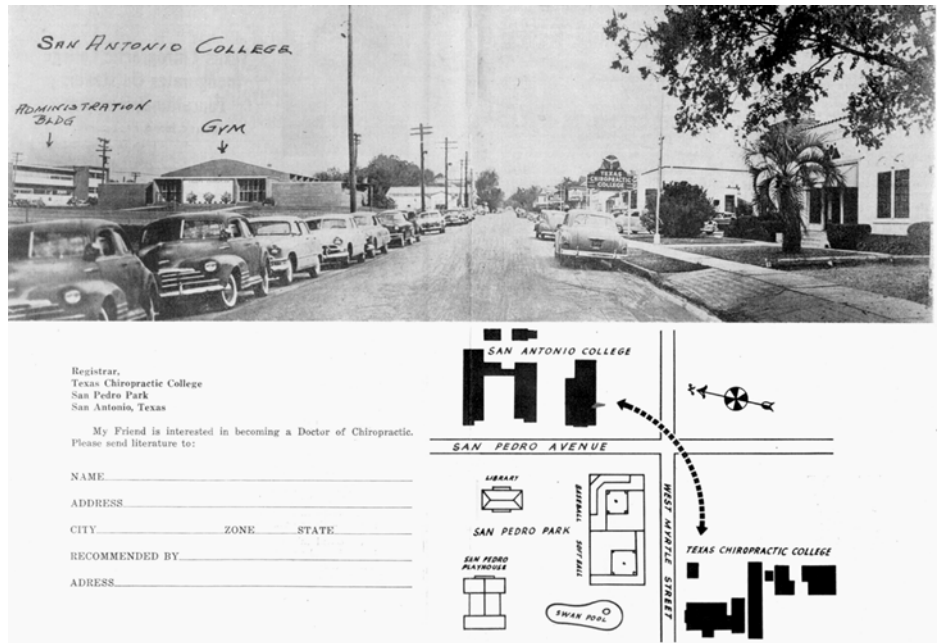 SAN ANTONIO COLLEGE
ADMINISTRATION
BLDG
GYM
TEXAS
CHIROPRACTIC
COLLEGE
Registrar,
Texas Chiropractic College
San Pedro Park
San Antonio, Texas
My Friend is interested in becoming a Doctor of Chiropractic.
Please send literature to:
NAME
ADDRESS
CITY ZONE STATE
RECOMMENDED BY
ADRESS
SAN ANTONIO COLLEGE
SAN PEDRO AVENUE
LIBRARY
BASEBALL
SAN PEDRO PARK
SOFT BALL
SAN PEDRO
PLAYHOUSE
SWAN POOL
WEST MYRTLE STREET
TEXAS CHIROPRACTIC COLLEGE